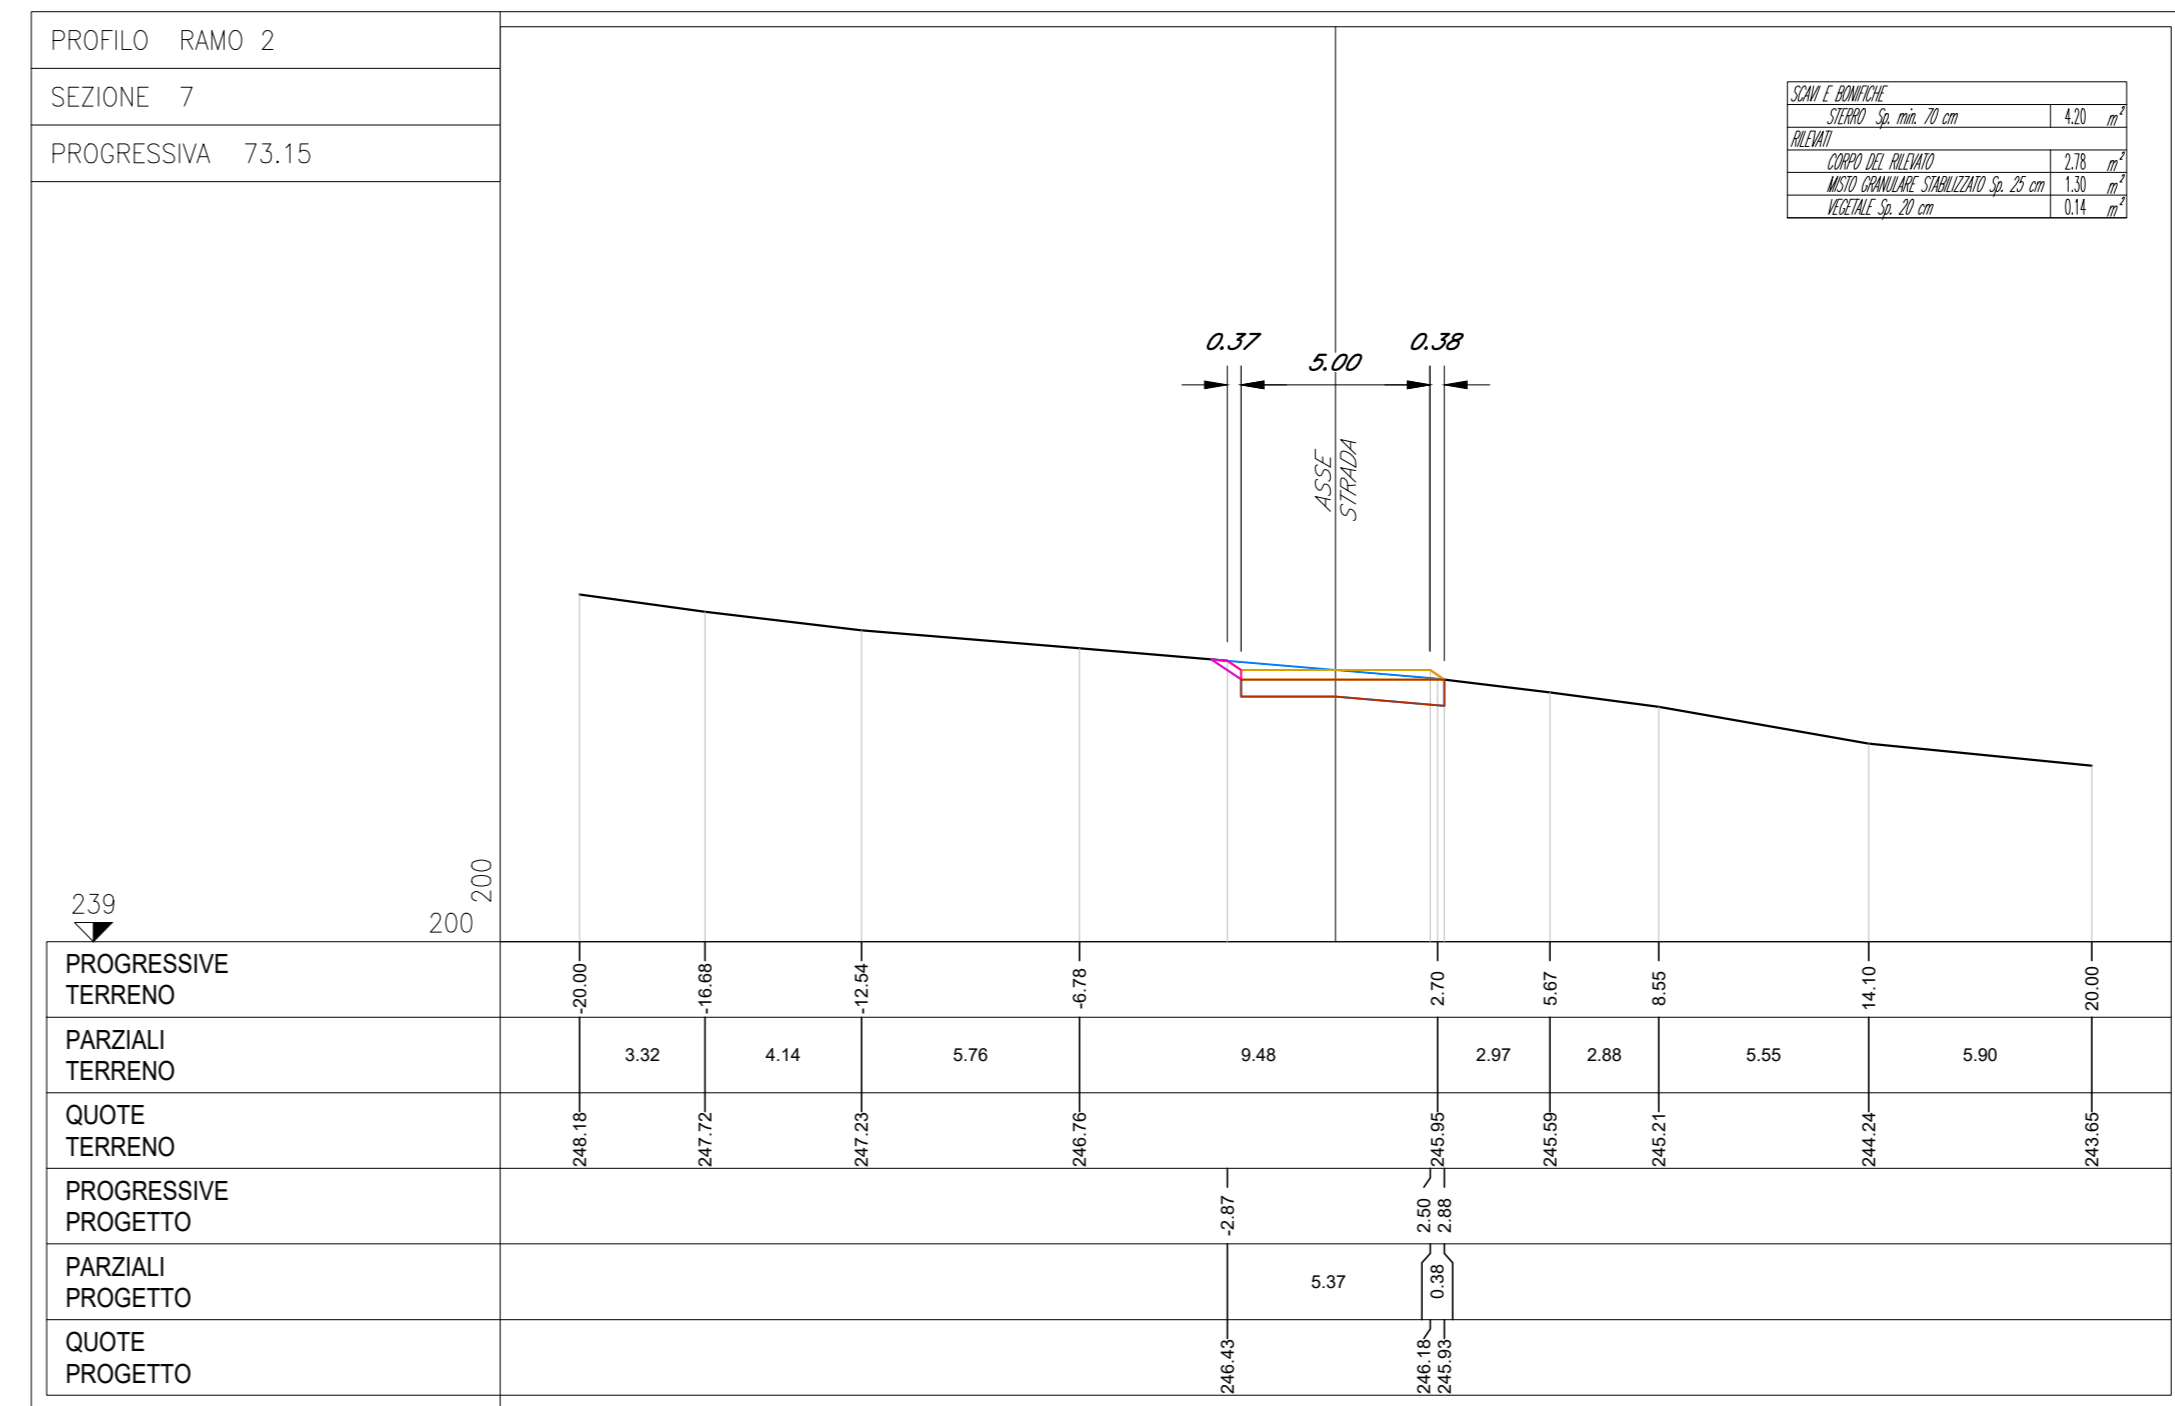 PROFILO RAMO 2
SEZIONE 7
PROGRESSIVA 73.15
SCAVI E BONIFICHE
STERRO Sp. min. 70 cm 4.20 m²
RILEVATI
CORPO DEL RILEVATO 2.78 m²
MISTO GRANULARE STABILIZZATO Sp. 25 cm 1.30 m²
VEGETALE Sp. 20 cm 0.14 m²
0.37 5.00 0.38
ASSE
STRADA
239
200
200
PROGRESSIVE
TERRENO
-20.00 -16.68 -12.54 -6.78 2.70 5.67 8.55 14.10 20.00
PARZIALI
TERRENO
3.32 4.14 5.76 9.48 2.97 2.88 5.55 5.90
QUOTE
TERRENO
248.18 247.72 247.23 246.76 245.95 245.59 245.21 244.24 243.65
PROGRESSIVE
PROGETTO
-2.87 2.50 2.88
PARZIALI
PROGETTO
5.37 0.38
QUOTE
PROGETTO
246.43 246.18 245.93